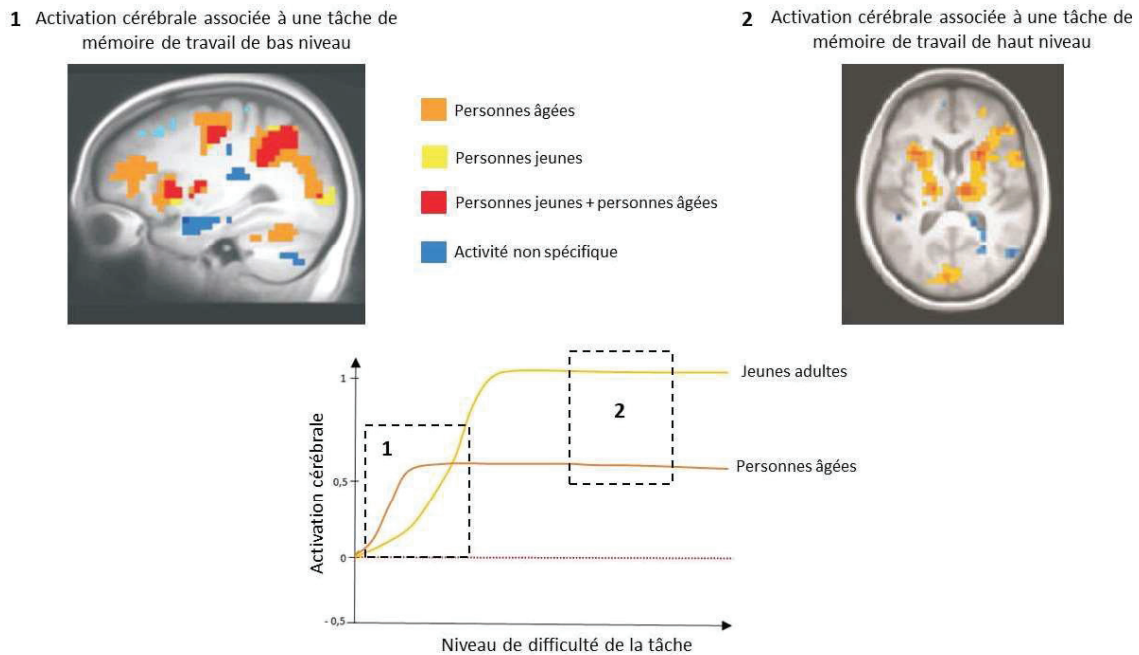 1 Activation cérébrale associée à une tâche de
mémoire de travail de bas niveau
2 Activation cérébrale associée à une tâche de
mémoire de travail de haut niveau
Personnes âgées
Personnes jeunes
Personnes jeunes + personnes âgées
Activité non spécifique
Activation cérébrale
1
0,5
0
- 0,5
1
2
Jeunes adultes
Personnes âgées
Niveau de difficulté de la tâche